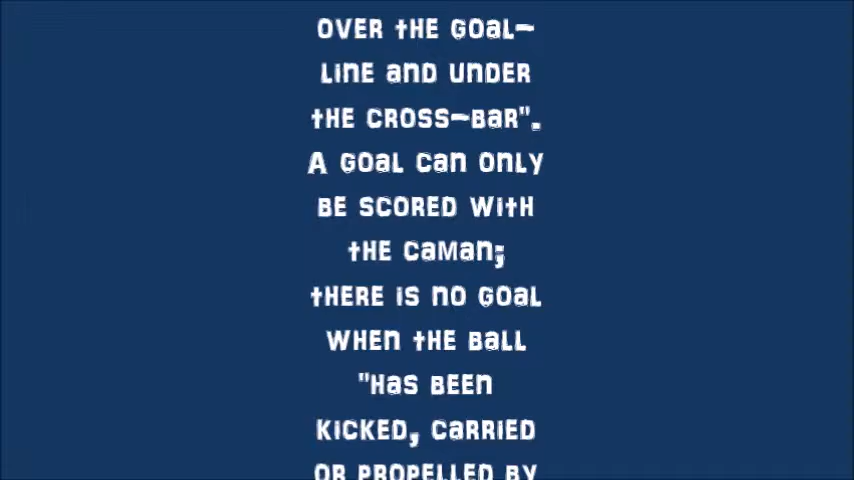 OVER THE GOAL-
LINE AND UNDER
THE CROSS-BAR".
A GOAL CAN ONLY
BE SCORED WITH
THE CAMAN;
THERE IS NO GOAL
WHEN THE BALL
"HAS BEEN
KICKED, CARRIED
OR PROPELLED BY